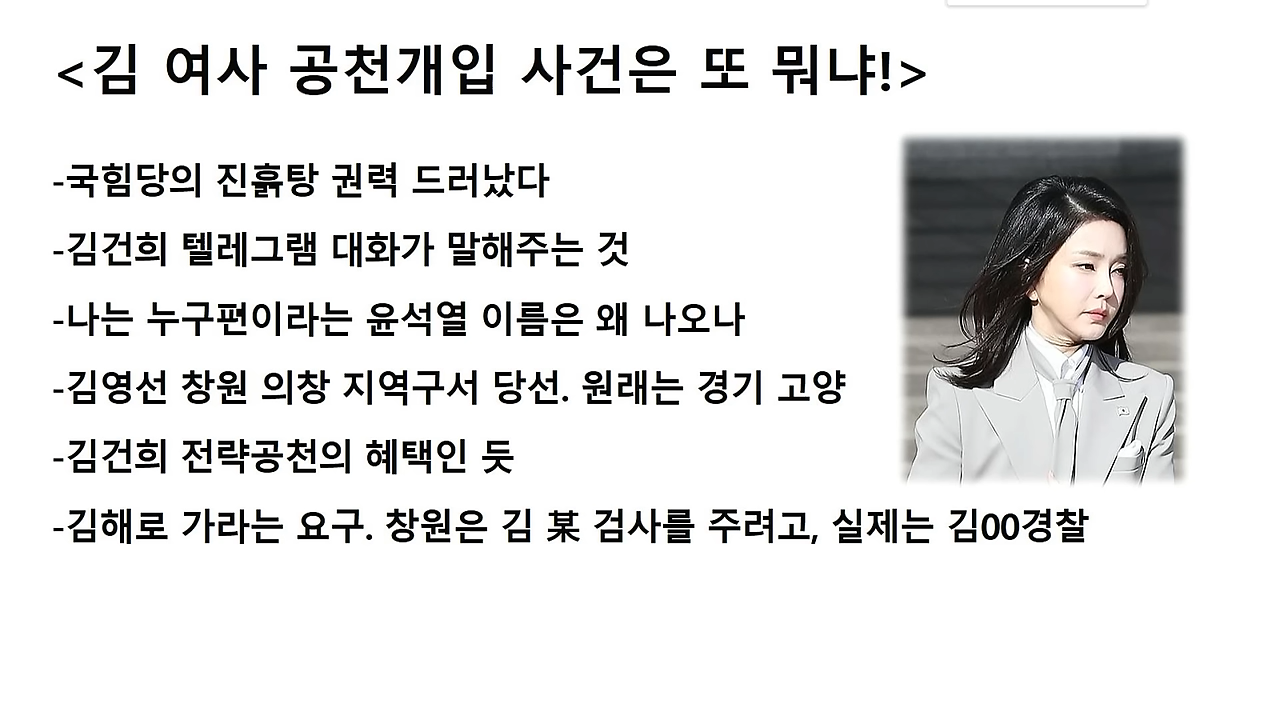 <김 여사 공천개입 사건은 또 뭐냐!>
-국힘당의 진흙탕 권력 드러났다
-김건희 텔레그램 대화가 말해주는 것
-나는 누구편이라는 윤석열 이름은 왜 나오나
-김영선 창원 의창 지역구서 당선. 원래는 경기 고양
-김건희 전략공천의 혜택인 듯
-김해로 가라는 요구. 창원은 김 某 검사를 주려고, 실제는 김00경찰